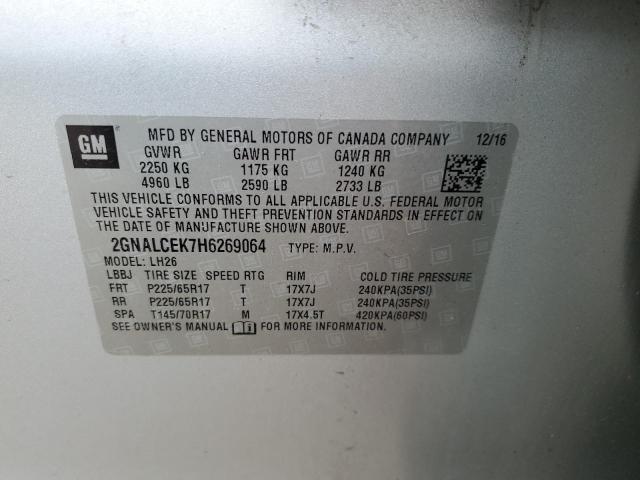 GM MFD BY GENERAL MOTORS OF CANADA COMPANY 12/16
GVWR GAWR FRT GAWR RR
2250 KG 1175 KG 1240 KG
4960 LB 2590 LB 2733 LB
THIS VEHICLE CONFORMS TO ALL APPLICABLE U.S. FEDERAL MOTOR
VEHICLE SAFETY AND THEFT PREVENTION STANDARDS IN EFFECT ON
THE DATE OF MANUFACTURE SHOWN ABOVE.
2GNALCEK7H6269064 TYPE: M.P.V.
MODEL: LH26
LBBJ TIRE SIZE SPEED RTG RIM COLD TIRE PRESSURE
FRT P225/65R17 T 17X7J 240KPA(35PSI)
RR P225/65R17 T 17X7J 240KPA(35PSI)
SPA T145/70R17 M 17X4.5T 420KPA(60PSI)
SEE OWNER'S MANUAL FOR MORE INFORMATION